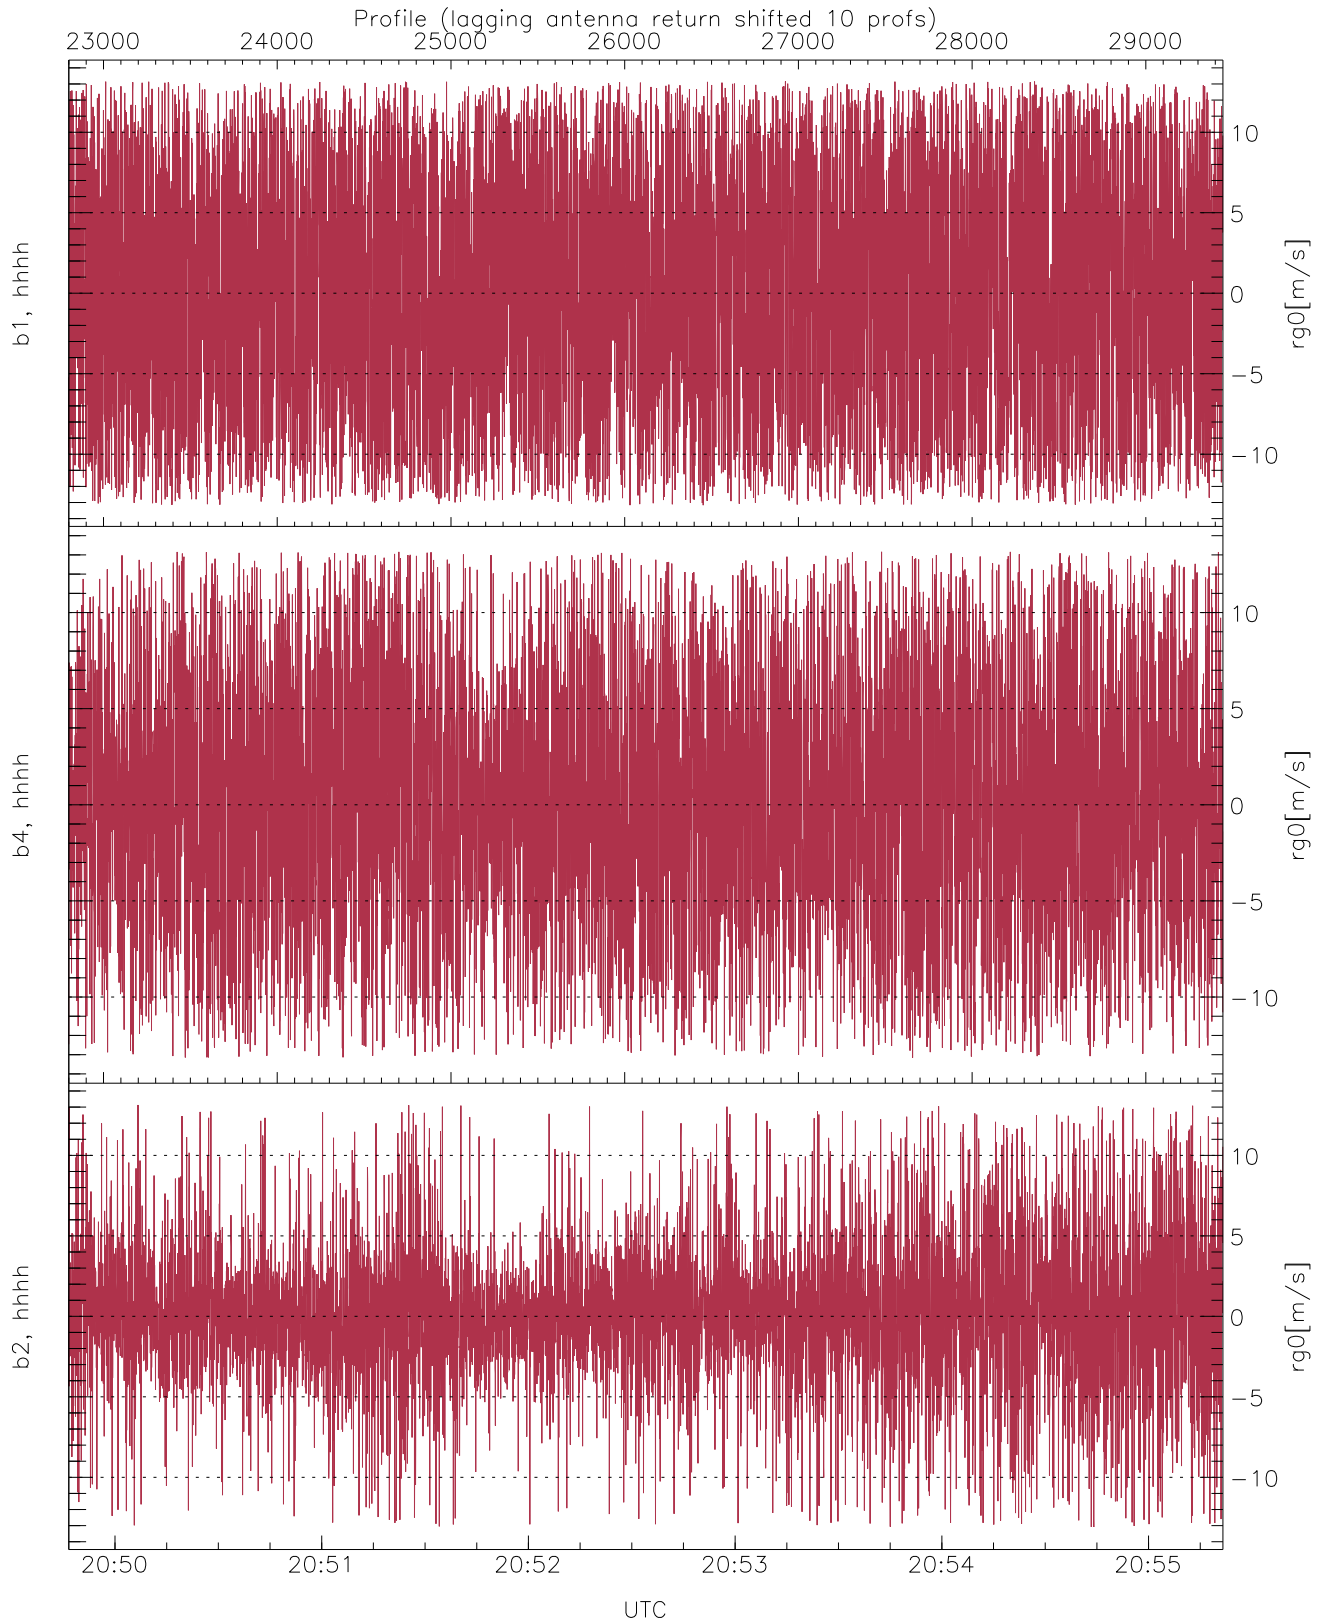 Profile (lagging antenna return shifted 10 profs)
23000 24000 25000 26000 27000 28000 29000
10
5
0
-5
-10
b1, hhhh
rg0[m/s]
10
5
0
-5
-10
b4, hhhh
rg0[m/s]
10
5
0
-5
-10
b2, hhhh
rg0[m/s]
20:50 20:51 20:52 20:53 20:54 20:55
UTC